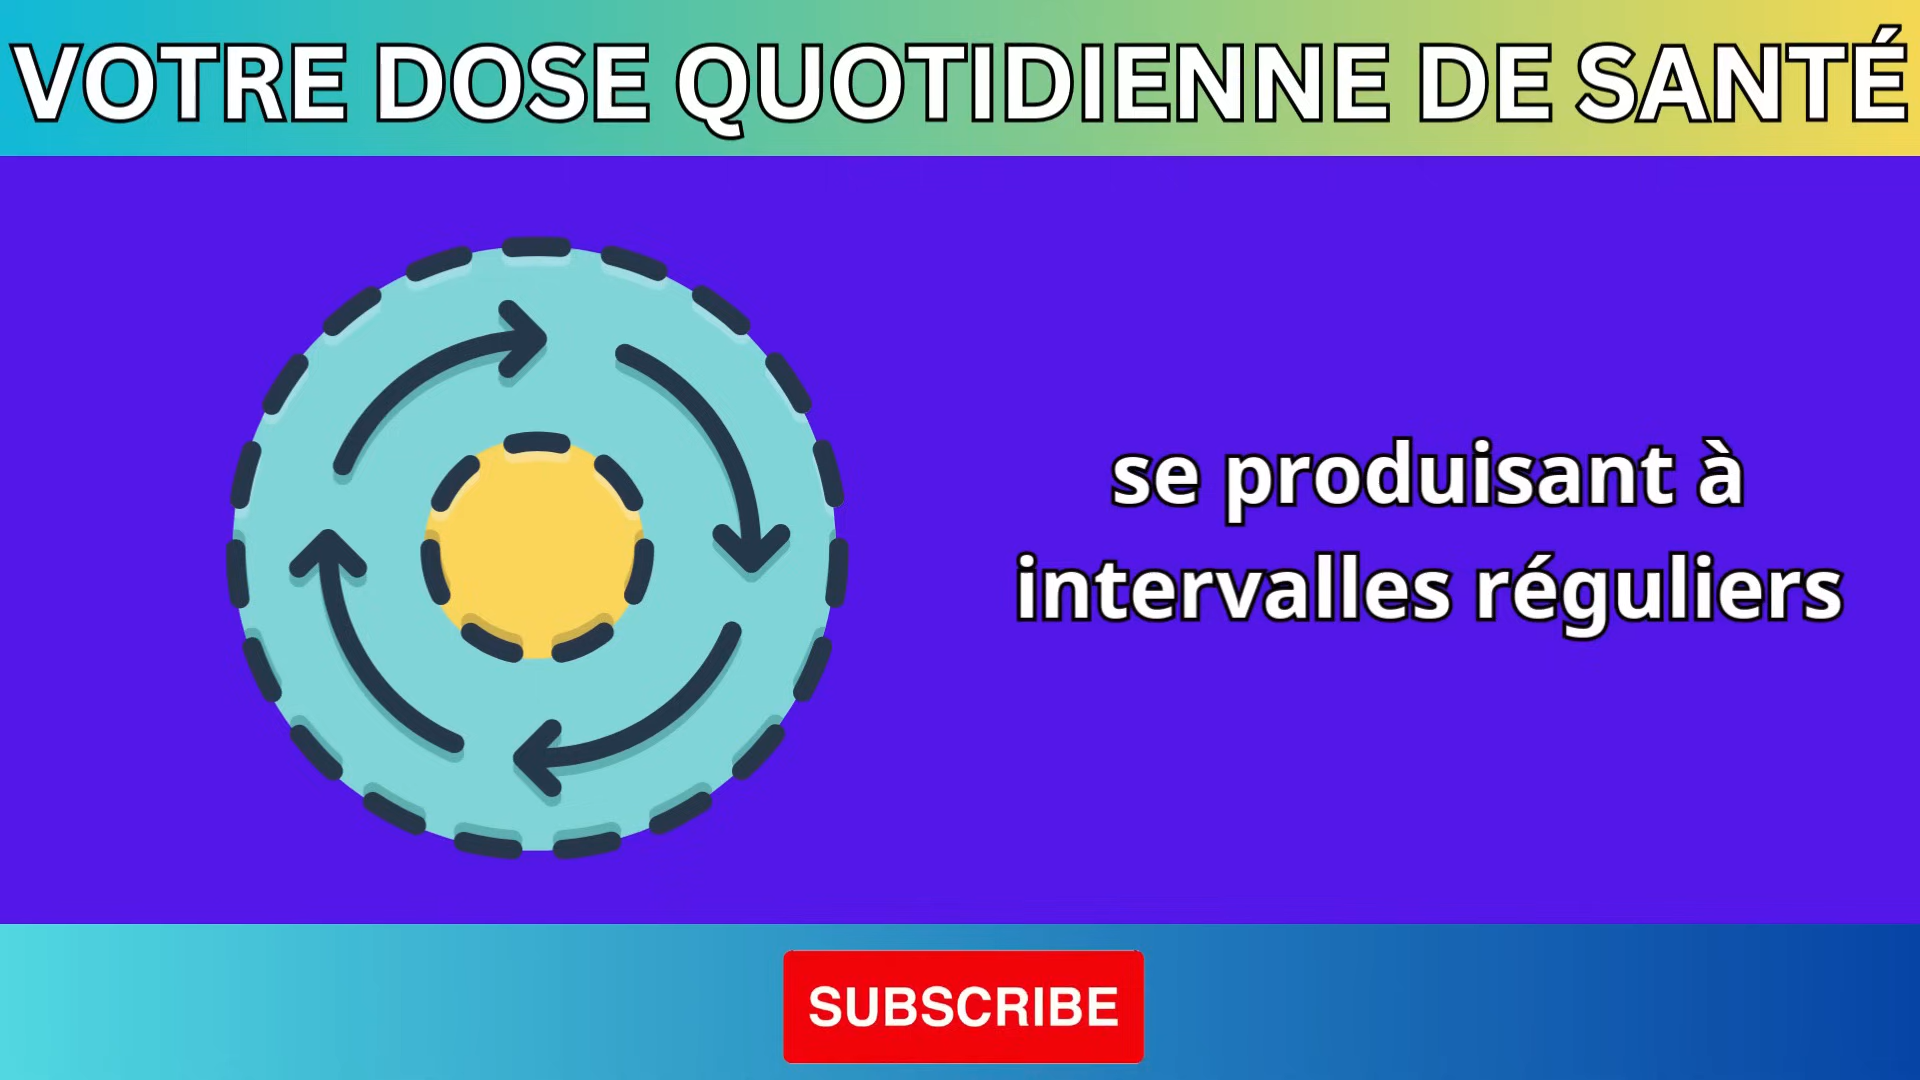 VOTRE DOSE QUOTIDIENNE DE SANTÉ
se produisant à
intervalles réguliers
SUBSCRIBE